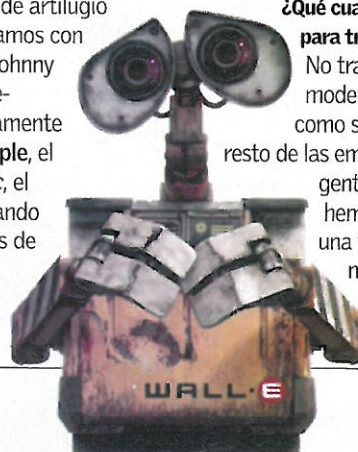 de artilugio
amos con
ohnny
e-
amente
ple, el
c, el
ando
s de
¿Qué cua
para tr
No tra
mode
como s
resto de las em
gent
hem
una
n
WALL·E